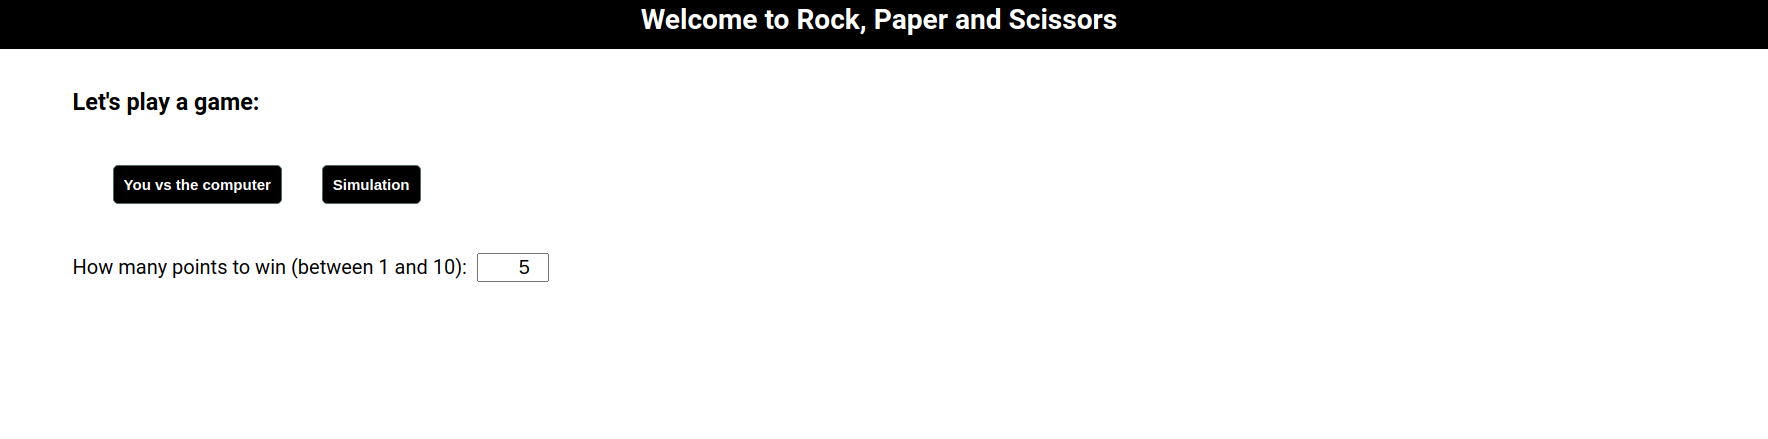 Welcome to Rock, Paper and Scissors
Let's play a game:
You vs the computer Simulation
How many points to win (between 1 and 10): 5